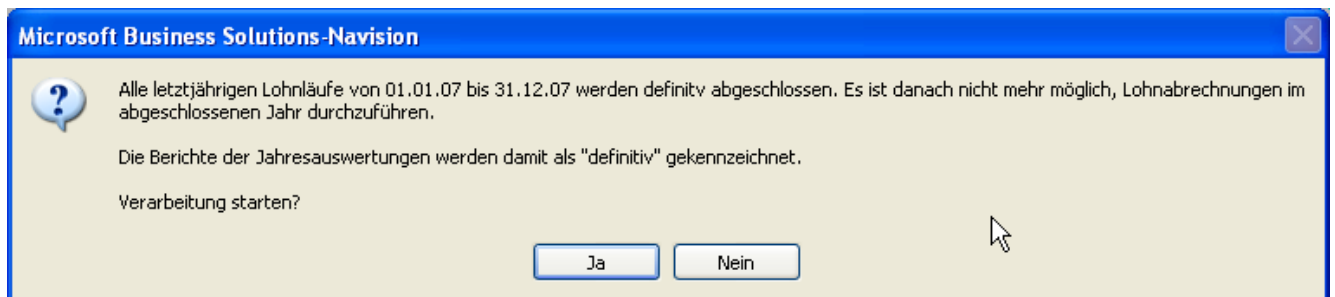 Microsoft Business Solutions-Navision
Alle letztjährigen Lohnläufe von 01.01.07 bis 31.12.07 werden definitv abgeschlossen. Es ist danach nicht mehr möglich, Lohnabrechnungen im
abgeschlossenen Jahr durchzuführen.
Die Berichte der Jahresauswertungen werden damit als "definitiv" gekennzeichnet.
Verarbeitung starten?
Ja Nein